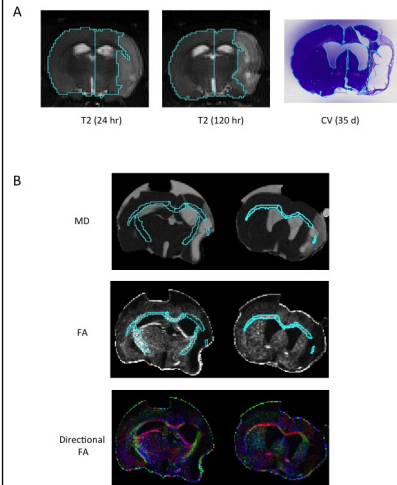 A
T2 (24 hr)
T2 (120 hr)
CV (35 d)
B
MD
FA
Directional
FA